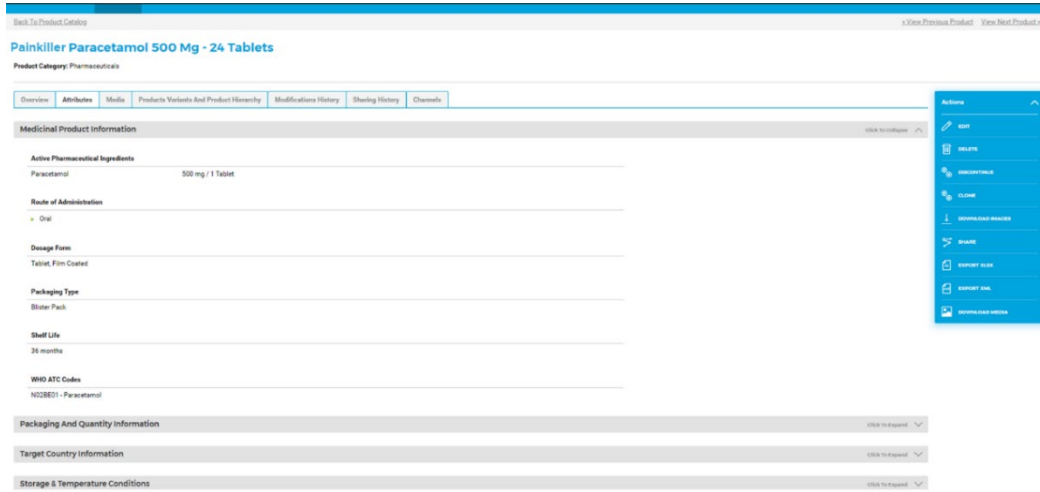 Back To Product Catalog
« View Previous Product View Next Product »
Painkiller Paracetamol 500 Mg - 24 Tablets
Product Category: Pharmaceuticals
Overview Attributes Media Products Variants And Product Hierarchy Modifications History Sharing History Channels
Medicinal Product Information Click to collapse
Active Pharmaceutical Ingredients
Paracetamol 500 mg / 1 Tablet
Route of Administration
Oral
Dosage Form
Tablet, Film Coated
Packaging Type
Blister Pack
Shelf Life
36 months
WHO ATC Codes
N02BE01 - Paracetamol
Packaging And Quantity Information Click to Expand
Target Country Information Click to Expand
Storage & Temperature Conditions Click to Expand
Actions
EDIT
DELETE
DISCONTINUE
CLONE
DOWNLOAD IMAGES
SHARE
EXPORT XLSX
EXPORT XML
DOWNLOAD MEDIA